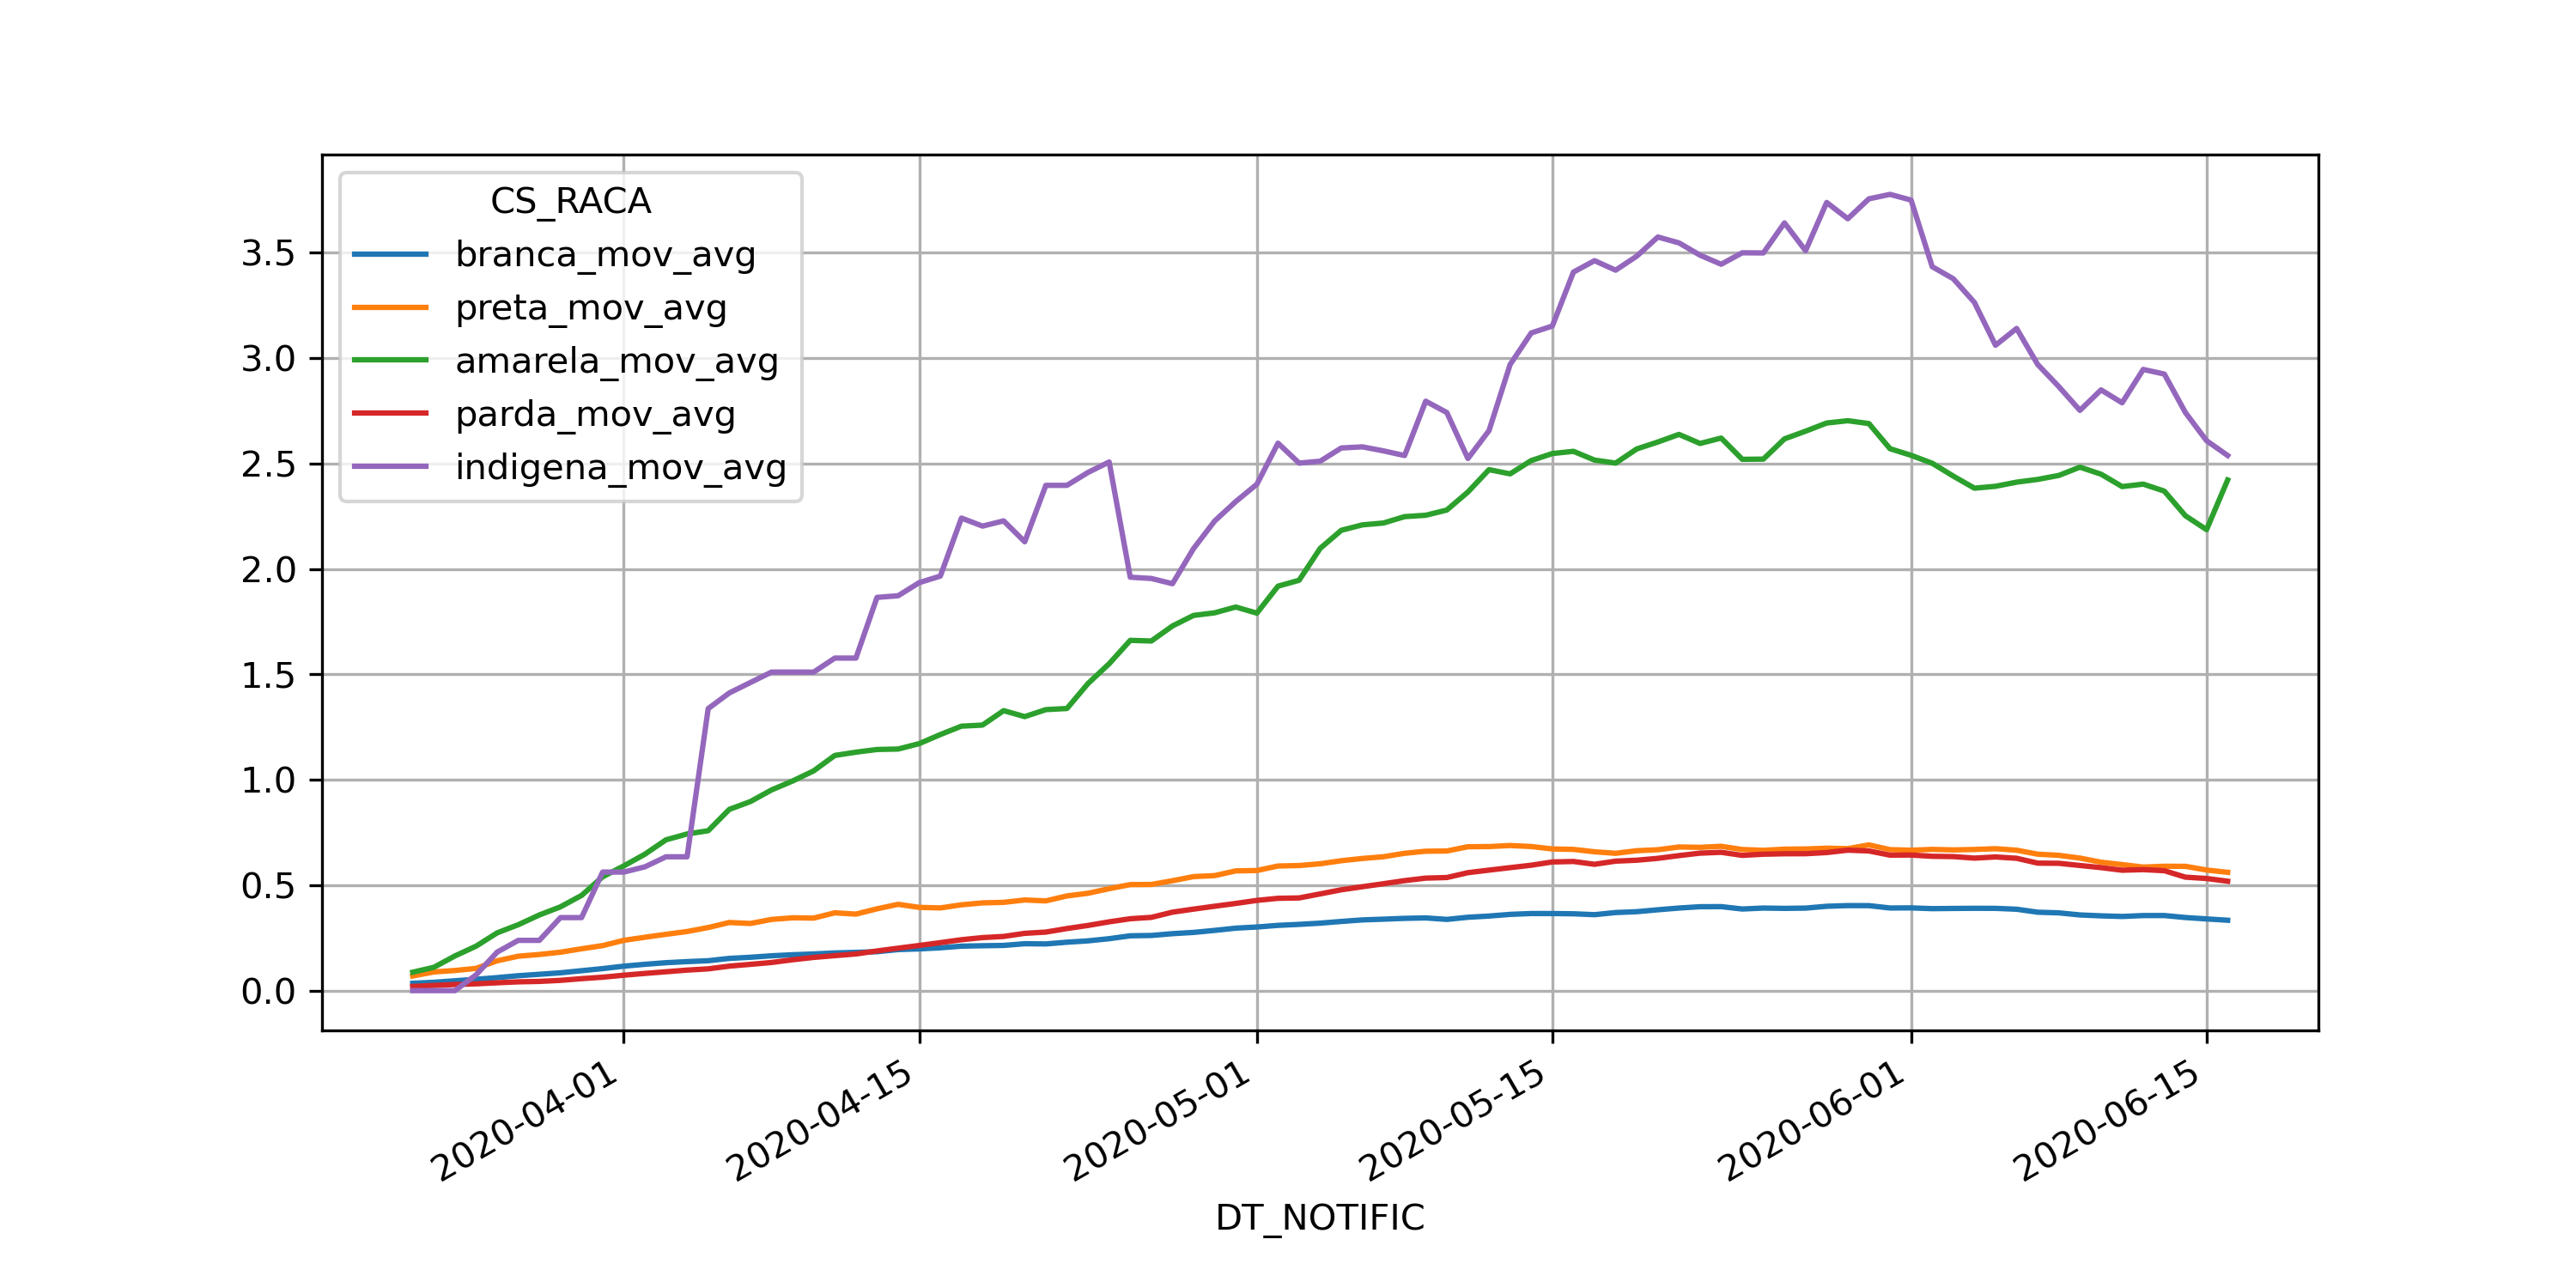 CS_RACA
branca_mov_avg
preta_mov_avg
amarela_mov_avg
parda_mov_avg
indigena_mov_avg
3.5
3.0
2.5
2.0
1.5
1.0
0.5
0.0
2020-04-01
2020-04-15
2020-05-01
2020-05-15
2020-06-01
2020-06-15
DT_NOTIFIC